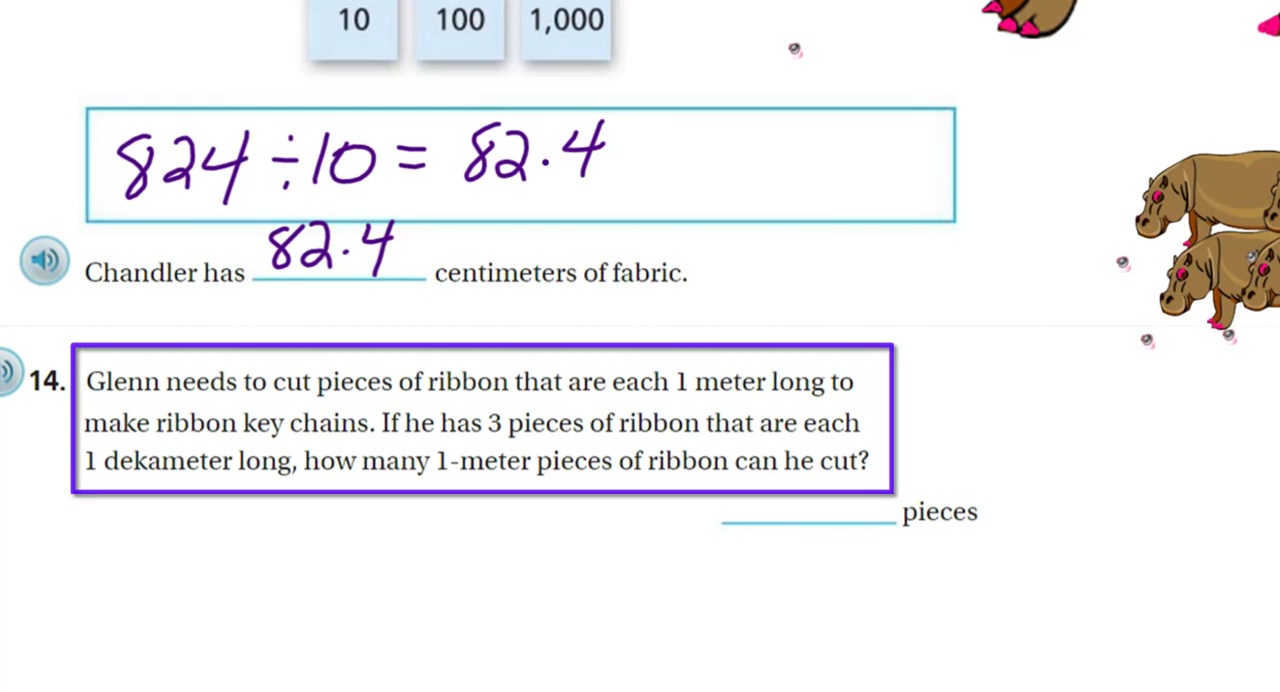 10 100 1,000
824 ÷ 10 = 82.4
82.4
Chandler has ________ centimeters of fabric.
14. Glenn needs to cut pieces of ribbon that are each 1 meter long to
make ribbon key chains. If he has 3 pieces of ribbon that are each
1 dekameter long, how many 1-meter pieces of ribbon can he cut?
________ pieces